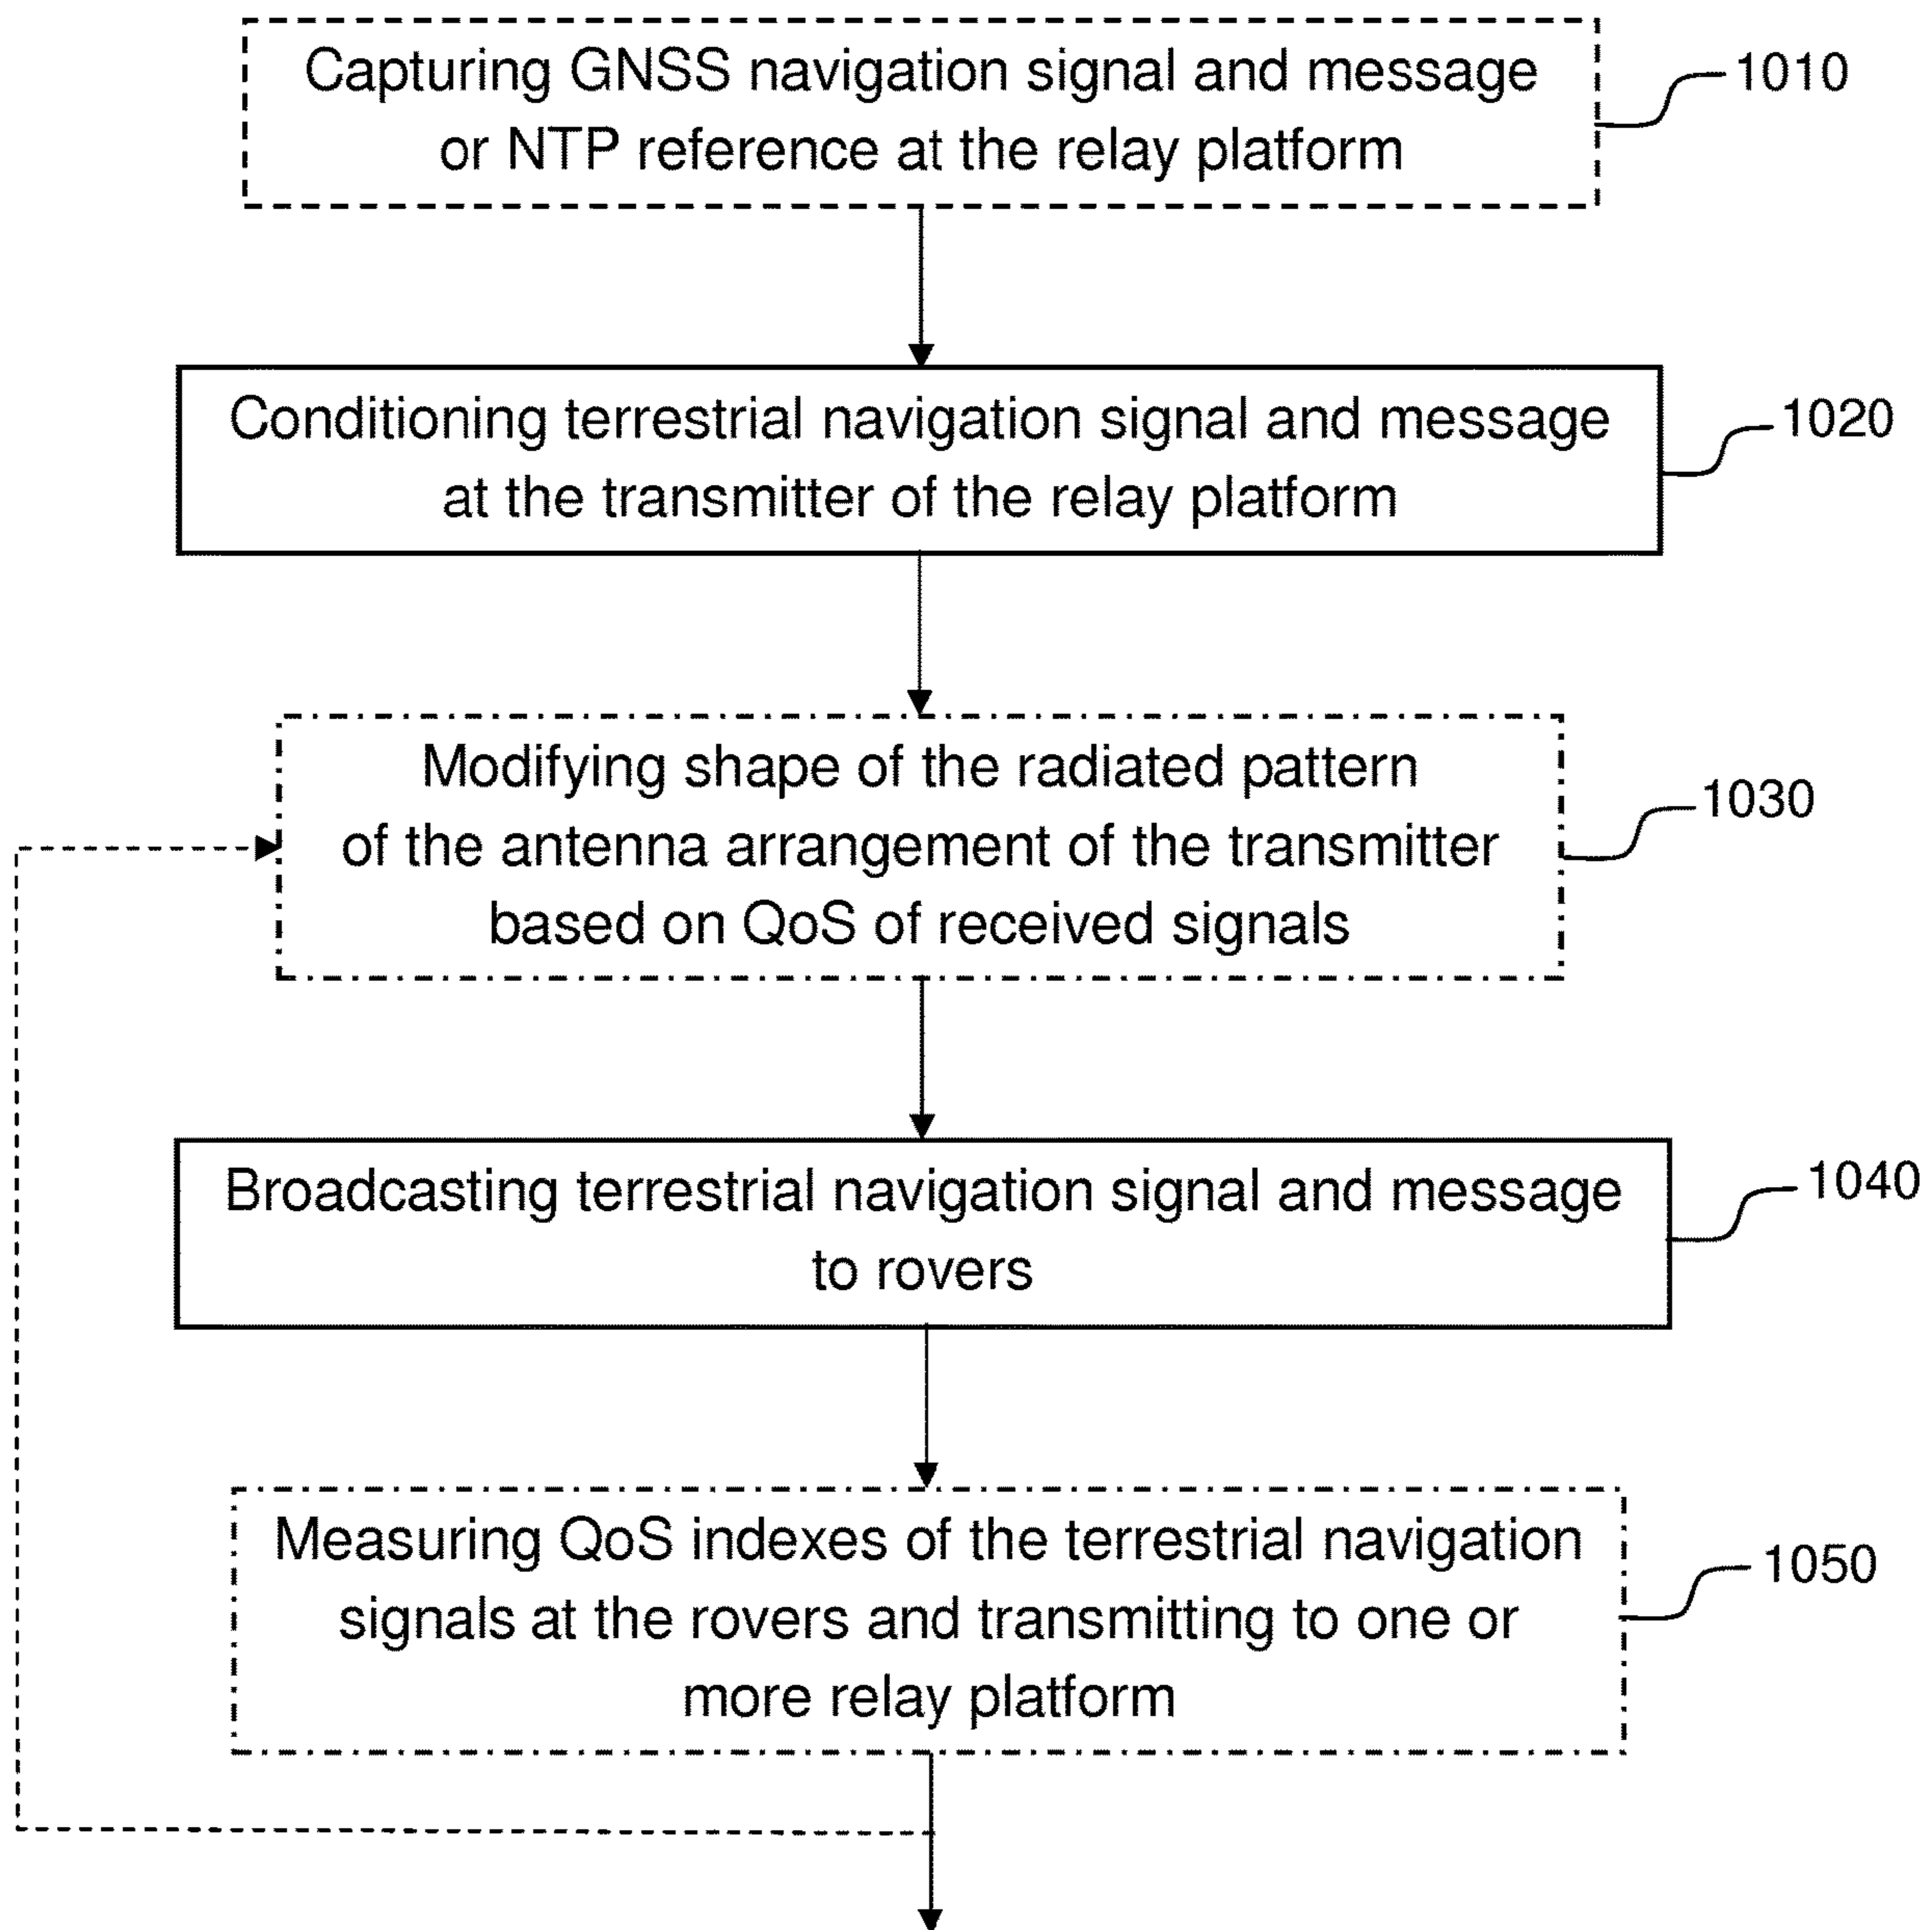 Capturing GNSS navigation signal and message
or NTP reference at the relay platform
1010
Conditioning terrestrial navigation signal and message
at the transmitter of the relay platform
1020
Modifying shape of the radiated pattern
of the antenna arrangement of the transmitter
based on QoS of received signals
1030
Broadcasting terrestrial navigation signal and message
to rovers
1040
Measuring QoS indexes of the terrestrial navigation
signals at the rovers and transmitting to one or
more relay platform
1050